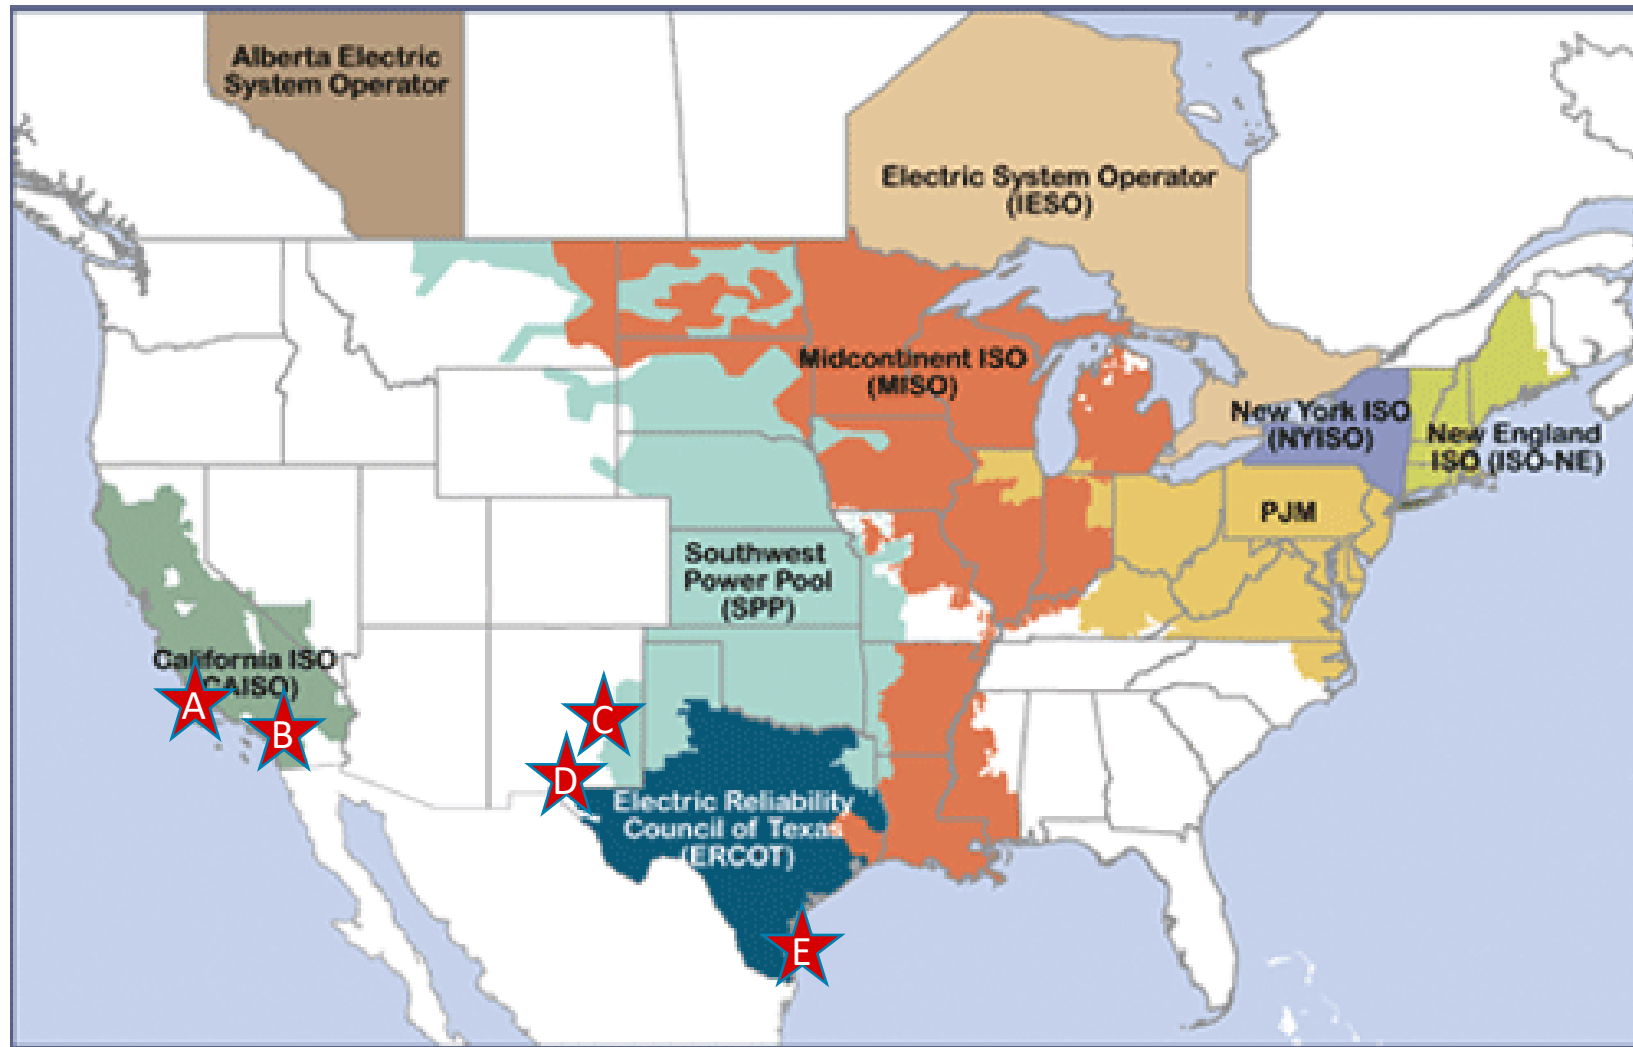 Alberta Electric
System Operator
Electric System Operator
(IESO)
Midcontinent ISO
(MISO)
New York ISO
(NYISO)
New England
ISO (ISO-NE)
PJM
Southwest
Power Pool
(SPP)
California ISO
CAISO)
A
B
C
D
Electric Reliability
Council of Texas
(ERCOT)
E